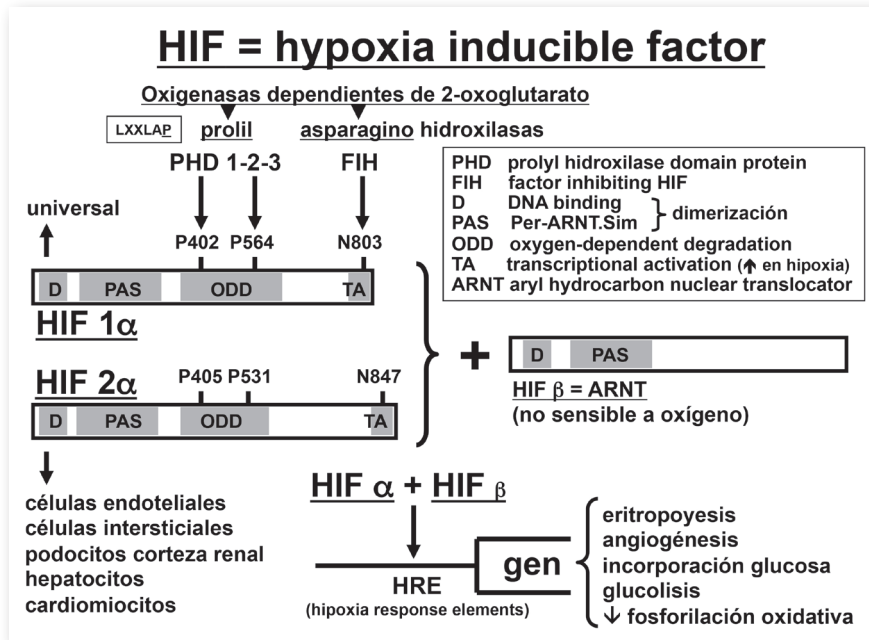 HIF = hypoxia inducible factor
Oxigenasas dependientes de 2-oxoglutarato
LXXLAP prolil asparagino hidroxilasas
PHD 1-2-3 FIH
universal
P402 P564 N803
D PAS ODD TA
HIF 1α
PHD prolyl hidroxilase domain protein
FIH factor inhibiting HIF
D DNA binding
PAS Per-ARNT.Sim
dimerización
ODD oxygen-dependent degradation
TA transcriptional activation (↑ en hipoxia)
ARNT aryl hydrocarbon nuclear translocator
HIF 2α
P405 P531 N847
D PAS ODD TA
+
D PAS
HIF β = ARNT
(no sensible a oxígeno)
células endoteliales
células intersticiales
podocitos corteza renal
hepatocitos
cardiomiocitos
HIF α + HIF β
HRE
(hipoxia response elements)
gen
eritropoyesis
angiogénesis
incorporación glucosa
glucolisis
↓ fosforilación oxidativa